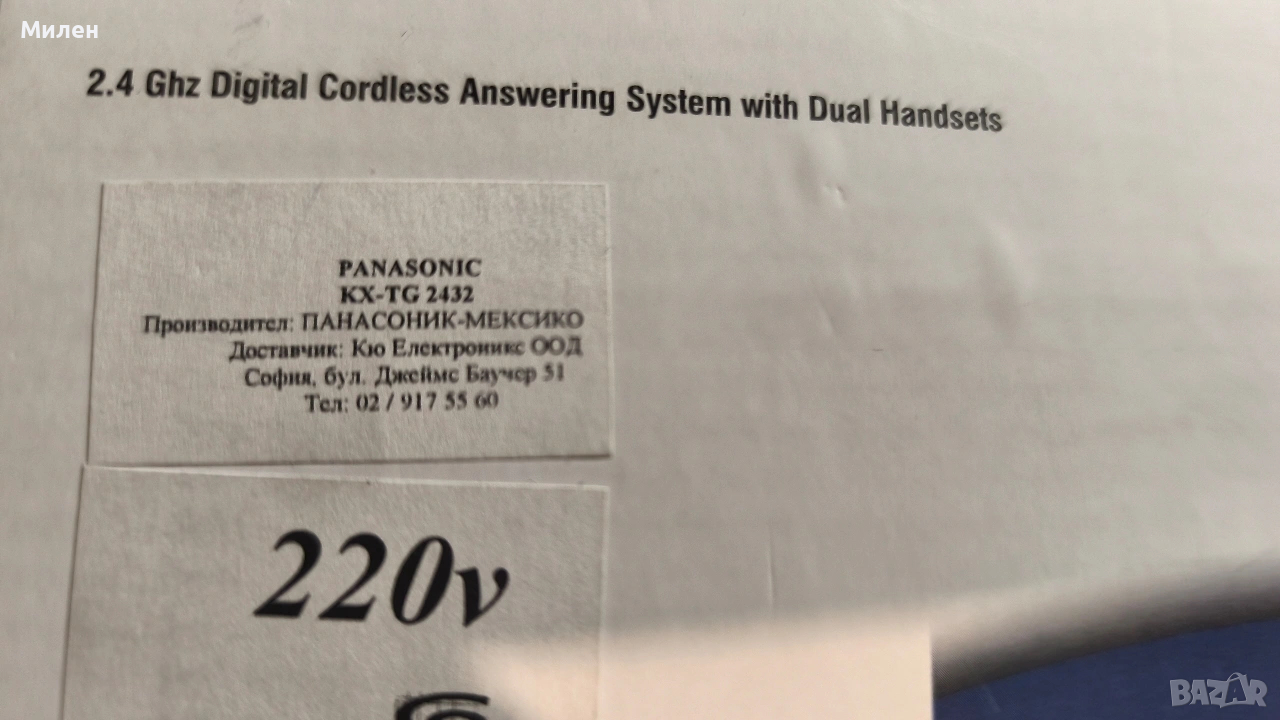 Милен
2.4 Ghz Digital Cordless Answering System with Dual Handsets
PANASONIC
KX-TG 2432
Производител: ПАНАСОНИК-МЕКСИКО
Доставчик: Кю Електроникс ООД
София, бул. Джеймс Баучер 51
Тел: 02 / 917 55 60
220v
BAZAR